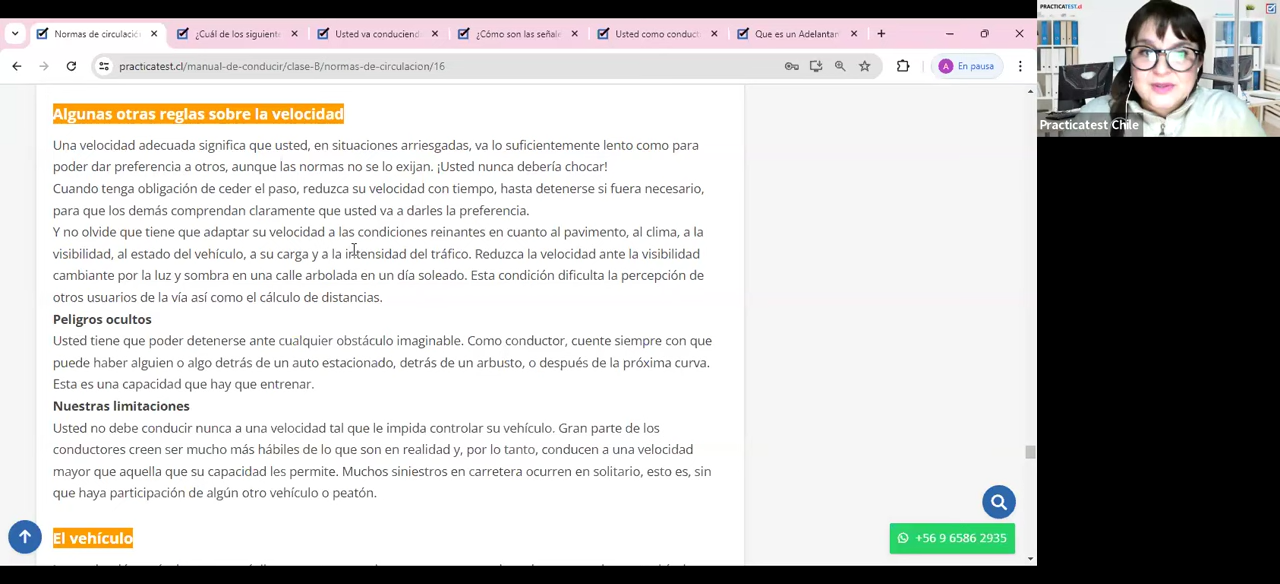 Normas de circulació
¿Cuál de los siguient
Usted va conduciend
¿Cómo son las señale
Usted como conduct
Que es un Adelantar
practicatest.cl/manual-de-conducir/clase-B/normas-de-circulacion/16
A En pausa
PRACTICATEST.cl
Practicatest Chile
Algunas otras reglas sobre la velocidad
Una velocidad adecuada significa que usted, en situaciones arriesgadas, va lo suficientemente lento como para
poder dar preferencia a otros, aunque las normas no se lo exijan. ¡Usted nunca debería chocar!
Cuando tenga obligación de ceder el paso, reduzca su velocidad con tiempo, hasta detenerse si fuera necesario,
para que los demás comprendan claramente que usted va a darles la preferencia.
Y no olvide que tiene que adaptar su velocidad a las condiciones reinantes en cuanto al pavimento, al clima, a la
visibilidad, al estado del vehículo, a su carga y a la intensidad del tráfico. Reduzca la velocidad ante la visibilidad
cambiante por la luz y sombra en una calle arbolada en un día soleado. Esta condición dificulta la percepción de
otros usuarios de la vía así como el cálculo de distancias.
Peligros ocultos
Usted tiene que poder detenerse ante cualquier obstáculo imaginable. Como conductor, cuente siempre con que
puede haber alguien o algo detrás de un auto estacionado, detrás de un arbusto, o después de la próxima curva.
Esta es una capacidad que hay que entrenar.
Nuestras limitaciones
Usted no debe conducir nunca a una velocidad tal que le impida controlar su vehículo. Gran parte de los
conductores creen ser mucho más hábiles de lo que son en realidad y, por lo tanto, conducen a una velocidad
mayor que aquella que su capacidad les permite. Muchos siniestros en carretera ocurren en solitario, esto es, sin
que haya participación de algún otro vehículo o peatón.
El vehículo
+56 9 6586 2935